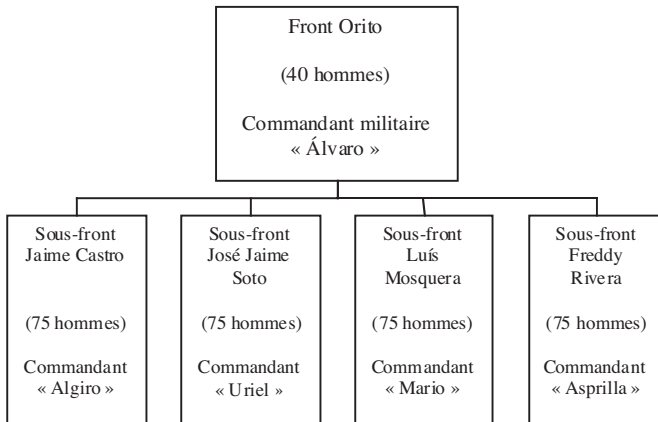 Front Orito
(40 hommes)
Commandant militaire
« Álvaro »
Sous-front
Jaime Castro
(75 hommes)
Commandant
« Algiro »
Sous-front
José Jaime
Soto
(75 hommes)
Commandant
« Uriel »
Sous-front
Luís
Mosquera
(75 hommes)
Commandant
« Mario »
Sous-front
Freddy
Rivera
(75 hommes)
Commandant
« Asprilla »